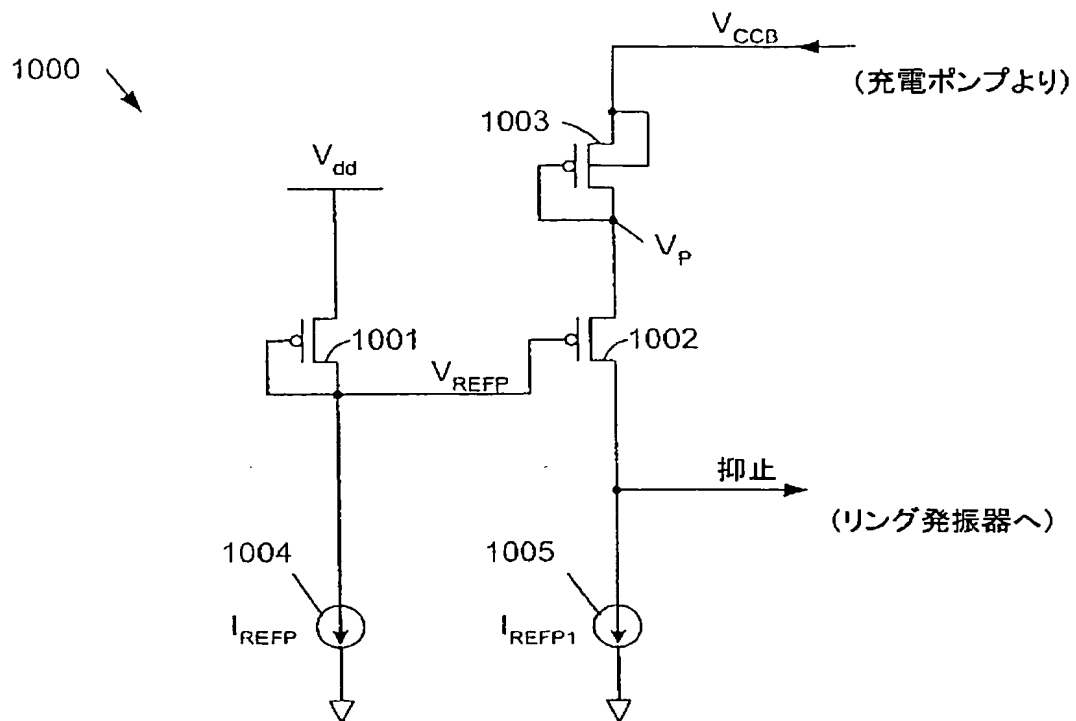 1000
V_CCB
(充電ポンプより)
1003
V_dd
V_P
1001
1002
V_REFP
抑止
(リング発振器へ)
1004
1005
I_REFP
I_REFP1